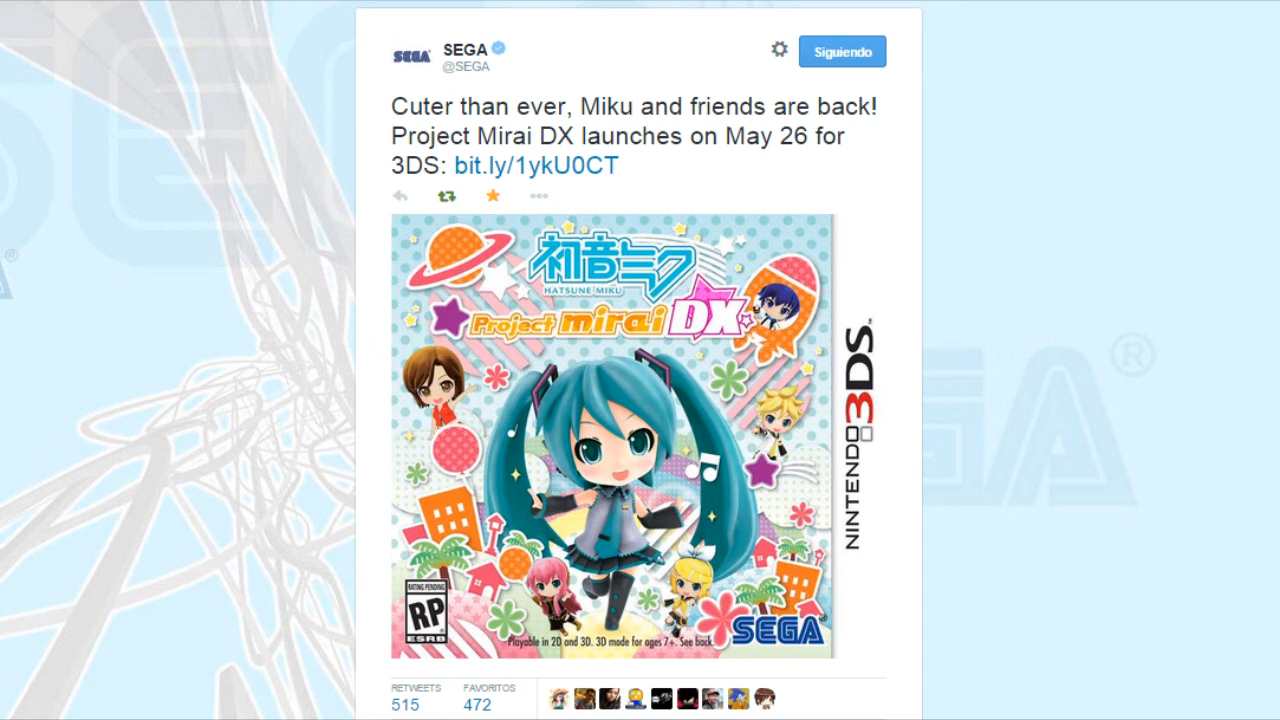 SEGA
SEGA
@SEGA
Siguiendo
Cuter than ever, Miku and friends are back!
Project Mirai DX launches on May 26 for
3DS: bit.ly/1ykU0CT
初音ミク
HATSUNE MIKU
Project mirai DX
NINTENDO 3DS™
RATING PENDING
RP
ESRB
Playable in 2D and 3D. 3D mode for ages 7+. See back.
SEGA
RETWEETS
FAVORITOS
515
472
SEGA®